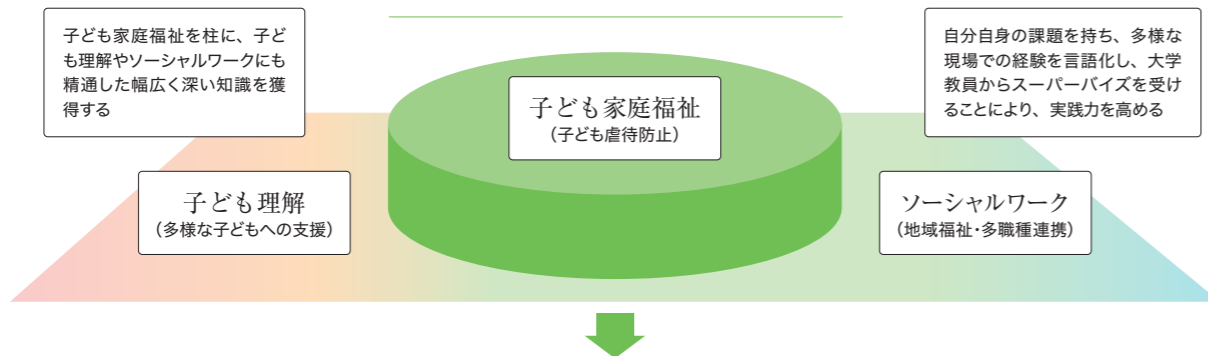 子ども家庭福祉を柱に、子ど
も理解やソーシャルワークにも
精通した幅広く深い知識を獲
得する
子ども家庭福祉
（子ども虐待防止）
自分自身の課題を持ち、多様な
現場での経験を言語化し、大学
教員からスーパーバイズを受け
ることにより、実践力を高める
子ども理解
（多様な子どもへの支援）
ソーシャルワーク
（地域福祉・多職種連携）